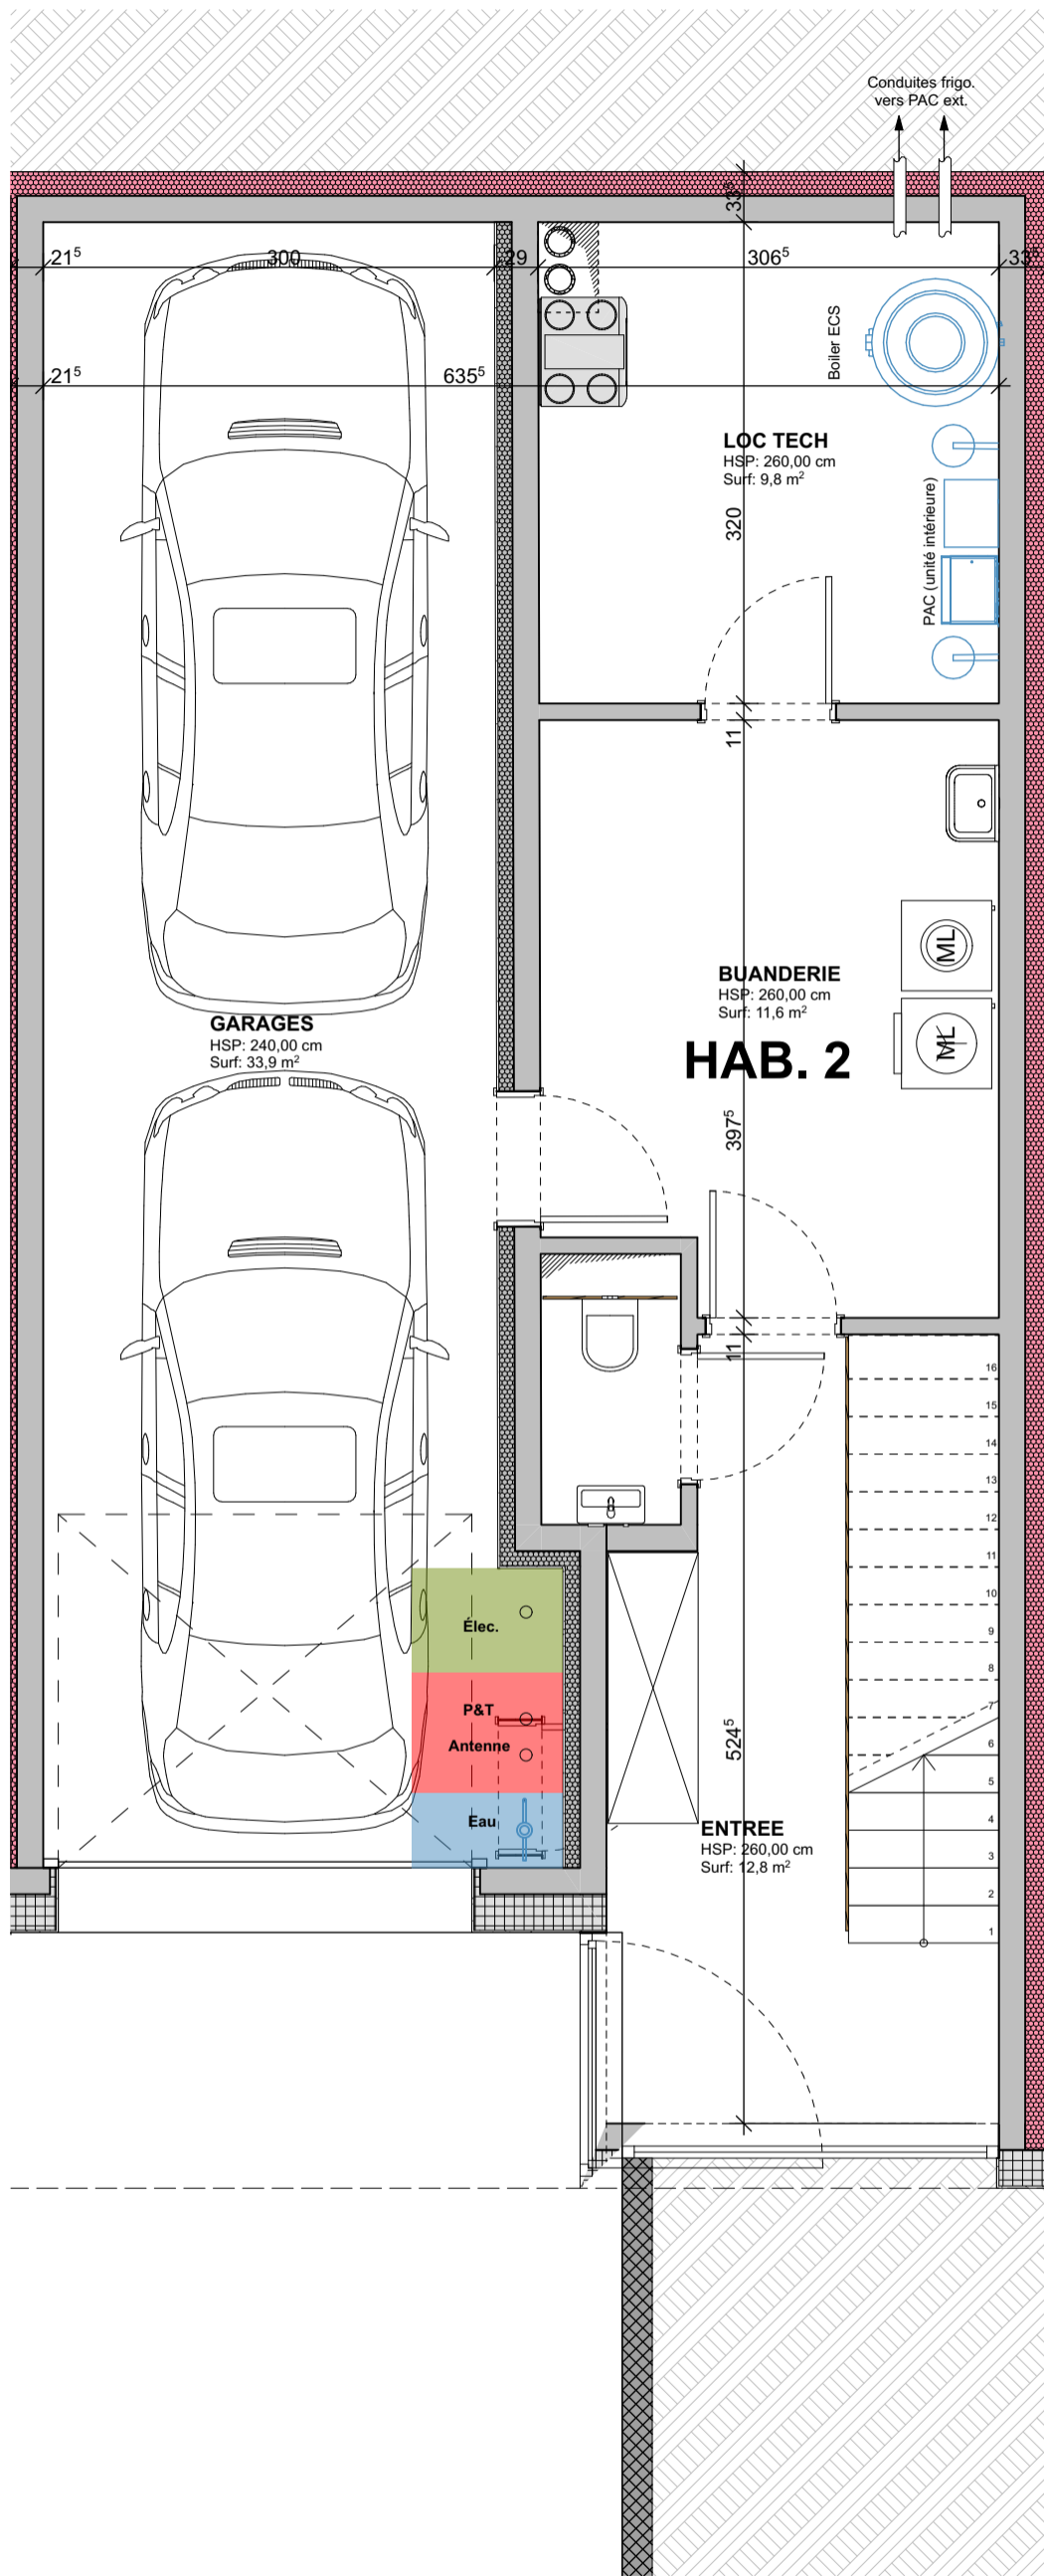 Conduites frigo.
vers PAC ext.
33⁵
21⁵
300
29
306⁵
33
Boiler ECS
21⁵
635⁵
LOC TECH
HSP: 260,00 cm
Surf: 9,8 m²
320
PAC (unité intérieure)
11
ML
BUANDERIE
HSP: 260,00 cm
Surf: 11,6 m²
GARAGES
HSP: 240,00 cm
Surf: 33,9 m²
HAB. 2
ML
397⁵
11
16
15
14
13
12
11
10
9
8
7
6
5
4
3
2
1
Élec.
P&T
Antenne
Eau
524⁵
ENTREE
HSP: 260,00 cm
Surf: 12,8 m²